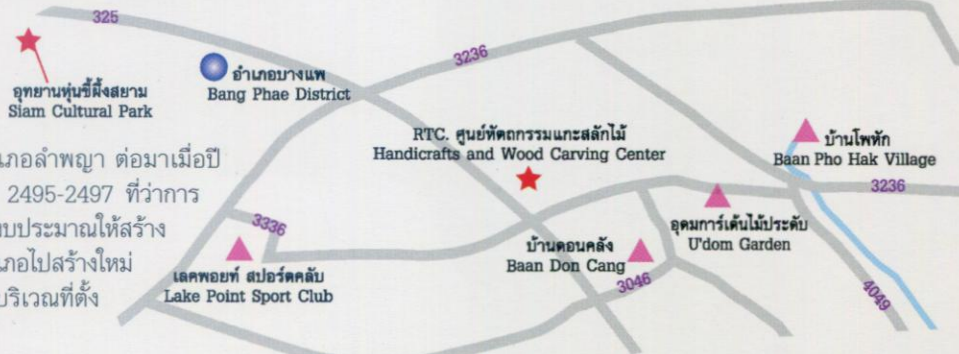 325
3236
อุทยานหุ่นขี้ผึ้งสยาม
Siam Cultural Park
อำเภอบางแพ
Bang Phae District
RTC. ศูนย์หัตถกรรมแกะสลักไม้
Handicrafts and Wood Carving Center
บ้านโพหัก
Baan Pho Hak Village
3236
เภอลำพญา ต่อมาเมื่อปี
2495-2497 ที่ว่าการ
บประมาณให้สร้าง
เภอไปสร้างใหม่
บริเวณที่ตั้ง
3336
เลคพอยท์ สปอร์ตคลับ
Lake Point Sport Club
บ้านดอนคลัง
Baan Don Cang
3046
อุดมการ์เด้นไม้ประดับ
U'dom Garden
4049